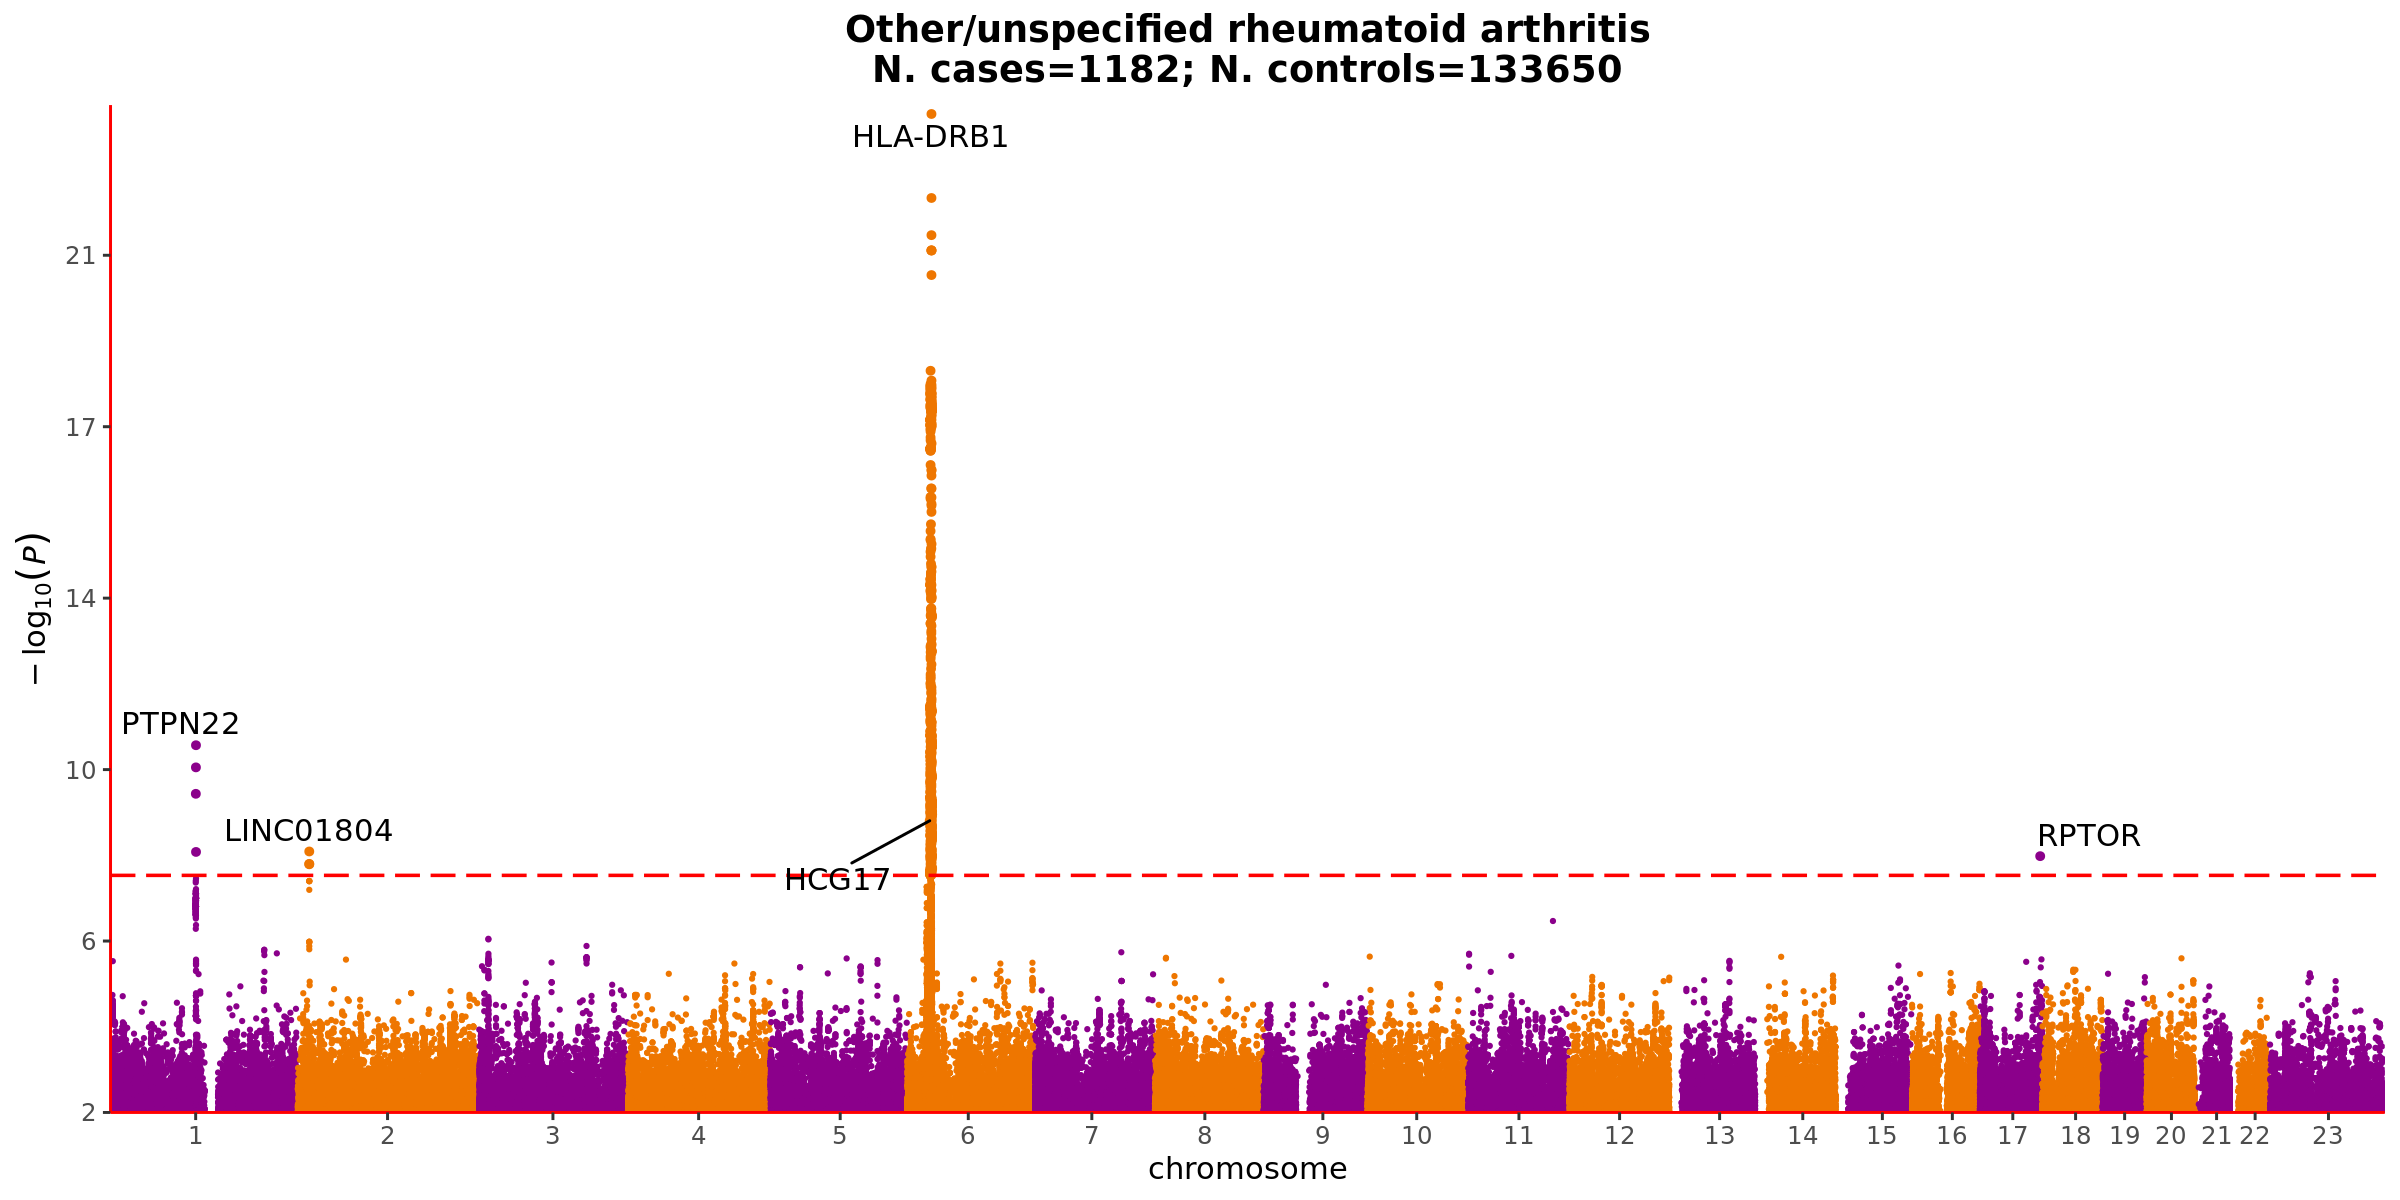 Other/unspecified rheumatoid arthritis
N. cases=1182; N. controls=133650
HLA-DRB1
21
17
− log10(P)
14
PTPN22
10
LINC01804
RPTOR
HCG17
6
2
1 2 3 4 5 6 7 8 9 10 11 12 13 14 15 16 17 18 19 20 21 22 23
chromosome